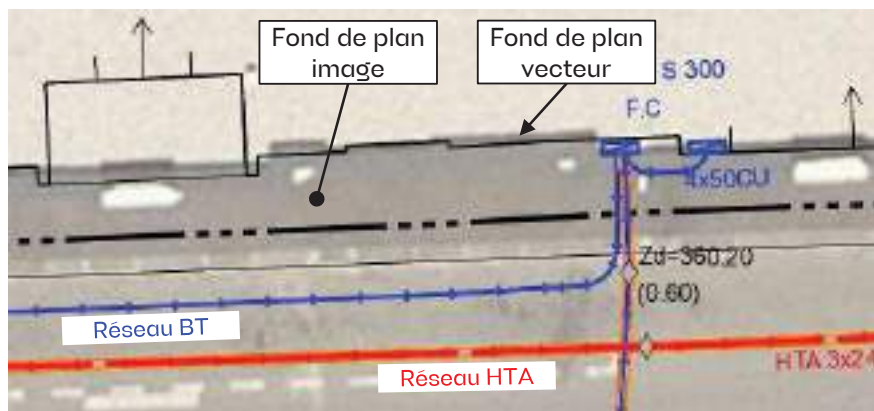 Fond de plan
image
Fond de plan
vecteur
S 300
F.C
4x50CU
Zd=360.20
(0.60)
Réseau BT
Réseau HTA
HTA 3x24